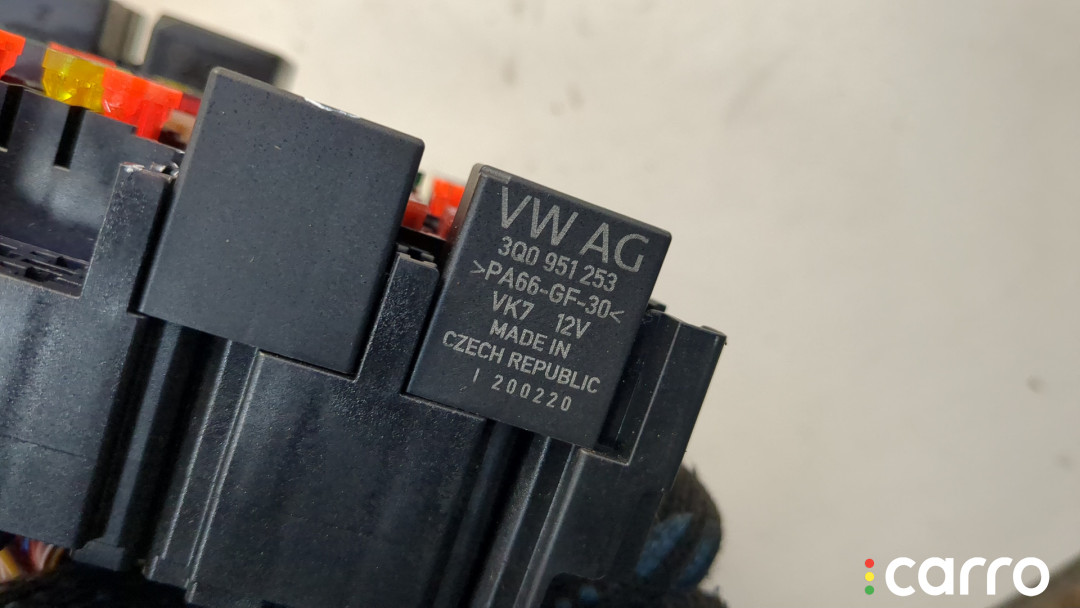 VW AG
3Q0 951 253
>PA66-GF-30<
VK7 12V
MADE IN
CZECH REPUBLIC
I 200220
carro